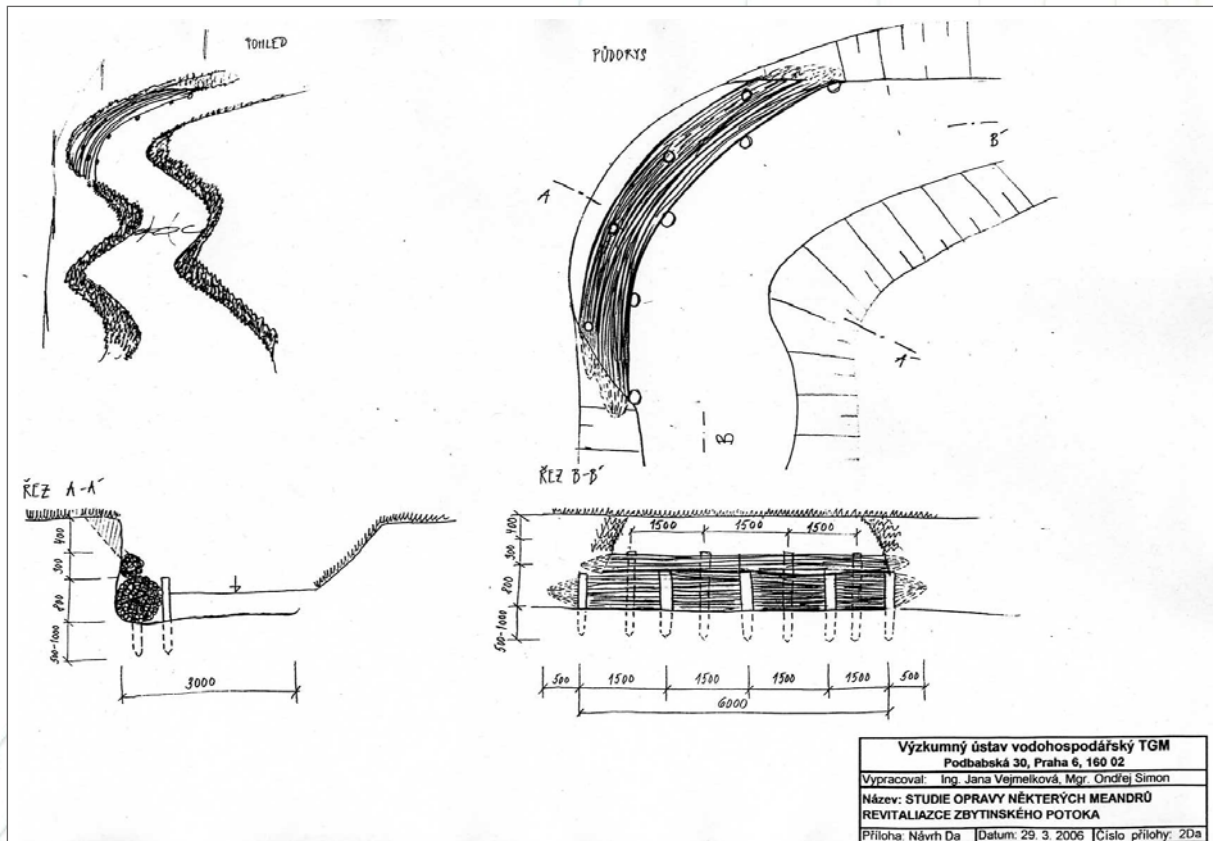 POHLED
PŮDORYS
A
B´
A´
B
ŘEZ A-A´
400
300
800
500-1000
3000
ŘEZ B-B´
400
300
800
500-1000
1500 1500 1500
500 1500 1500 1500 1500 500
6000
Výzkumný ústav vodohospodářský TGM
Podbabská 30, Praha 6, 160 02
Vypracoval: Ing. Jana Vejmelková, Mgr. Ondřej Simon
Název: STUDIE OPRAVY NĚKTERÝCH MEANDRŮ
REVITALIAZCE ZBYTINSKÉHO POTOKA
Příloha: Návrh Da Datum: 29. 3. 2006 Číslo přílohy: 2Da